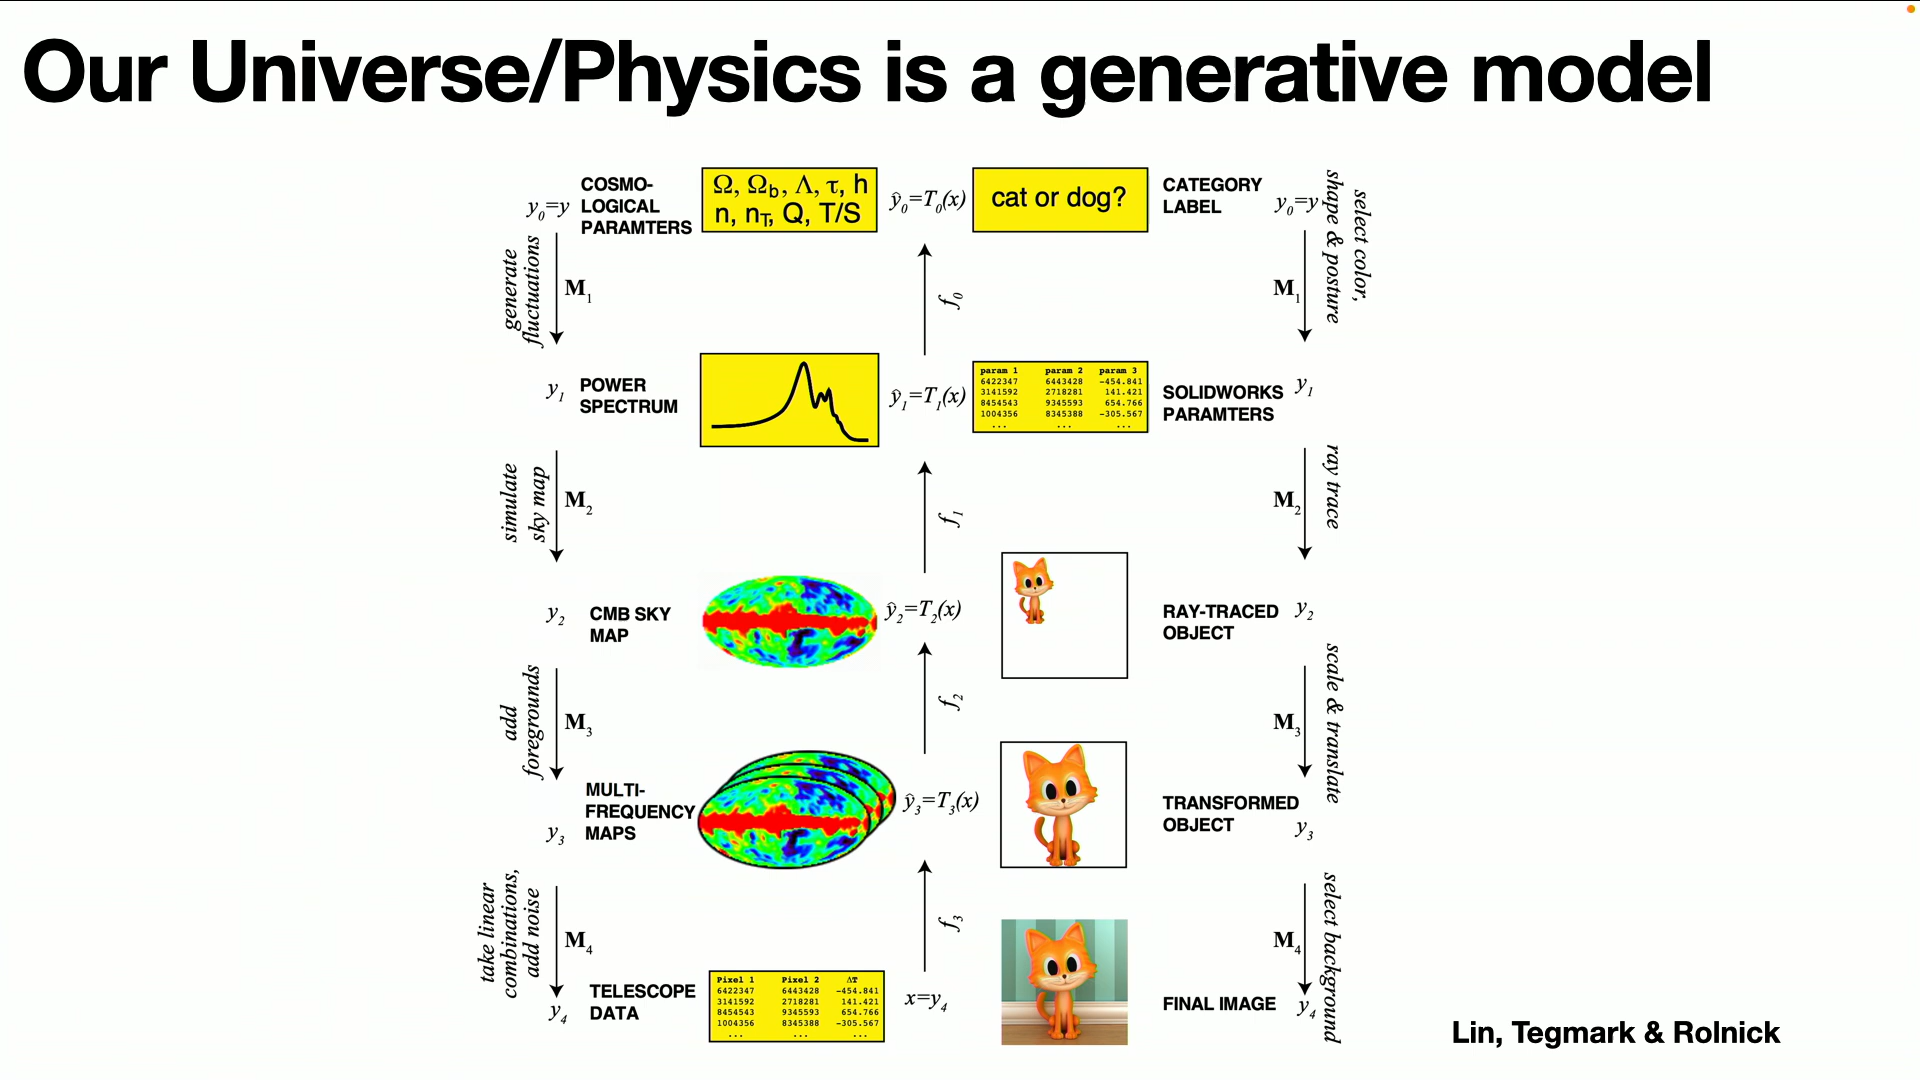 Our Universe/Physics is a generative model
y₀=y
COSMO-
LOGICAL
PARAMTERS
Ω, Ωb, Λ, τ, h
n, nT, Q, T/S
ŷ₀=T₀(x)
cat or dog?
CATEGORY
LABEL
y₀=y
generate
fluctuations
M₁
f₀
M₁
select color,
shape & posture
y₁
POWER
SPECTRUM
ŷ₁=T₁(x)
param 1 param 2 param 3
6422347 6443428 -454.841
3141592 2718281 141.421
8454543 9345593 654.766
1004356 8345388 -305.567
... ... ...
SOLIDWORKS
PARAMTERS
y₁
simulate
sky map
M₂
f₁
M₂
ray trace
y₂
CMB SKY
MAP
ŷ₂=T₂(x)
RAY-TRACED
OBJECT
y₂
add
foregrounds
M₃
f₂
M₃
scale & translate
y₃
MULTI-
FREQUENCY
MAPS
ŷ₃=T₃(x)
TRANSFORMED
OBJECT
y₃
take linear
combinations,
add noise
M₄
f₃
M₄
select background
y₄
TELESCOPE
DATA
Pixel 1 Pixel 2 ΔT
6422347 6443428 -454.841
3141592 2718281 141.421
8454543 9345593 654.766
1004356 8345388 -305.567
... ... ...
x=y₄
FINAL IMAGE
y₄
Lin, Tegmark & Rolnick